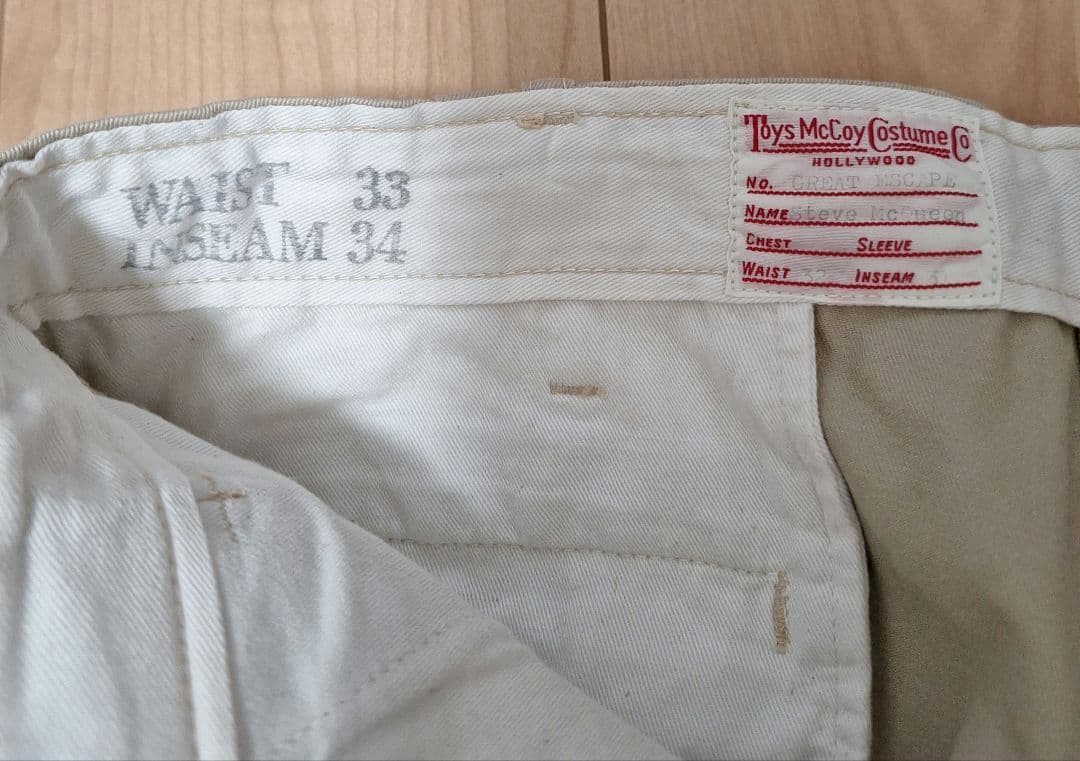 WAIST 33
INSEAM 34
Toys McCoy Costume Co
HOLLYWOOD
No. GREAT ESCAPE
NAME Steve McQueen
CHEST SLEEVE
WAIST INSEAM